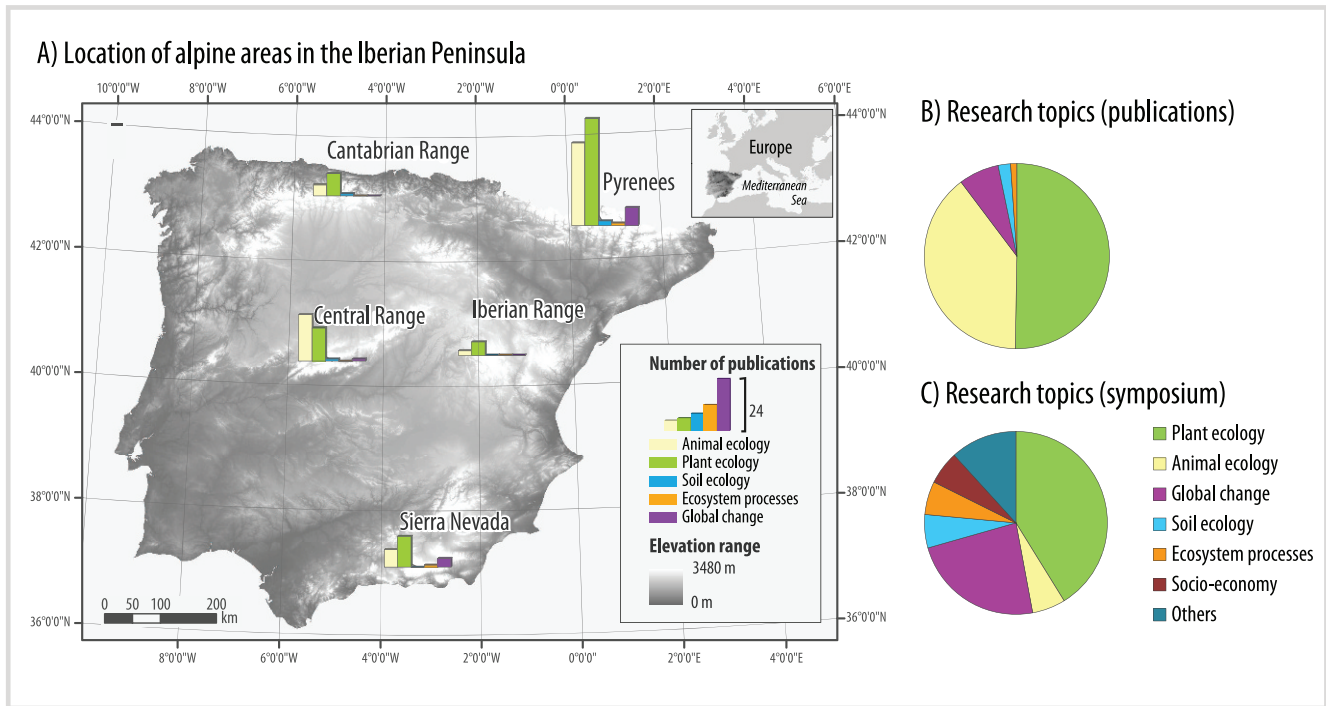 A) Location of alpine areas in the Iberian Peninsula
10°0'0"W 8°0'0"W 6°0'0"W 4°0'0"W 2°0'0"W 0°0'0" 2°0'0"E 4°0'0"E 6°0'0"E
44°0'0"N
42°0'0"N
40°0'0"N
38°0'0"N
36°0'0"N
Cantabrian Range
Pyrenees
Central Range
Iberian Range
Sierra Nevada
Europe
Mediterranean
Sea
Number of publications
24
Animal ecology
Plant ecology
Soil ecology
Ecosystem processes
Global change
Elevation range
3480 m
0 m
0 50 100 200
km
44°0'0"N
42°0'0"N
40°0'0"N
38°0'0"N
36°0'0"N
8°0'0"W 6°0'0"W 4°0'0"W 2°0'0"W 0°0'0" 2°0'0"E 4°0'0"E
B) Research topics (publications)
C) Research topics (symposium)
Plant ecology
Animal ecology
Global change
Soil ecology
Ecosystem processes
Socio-economy
Others